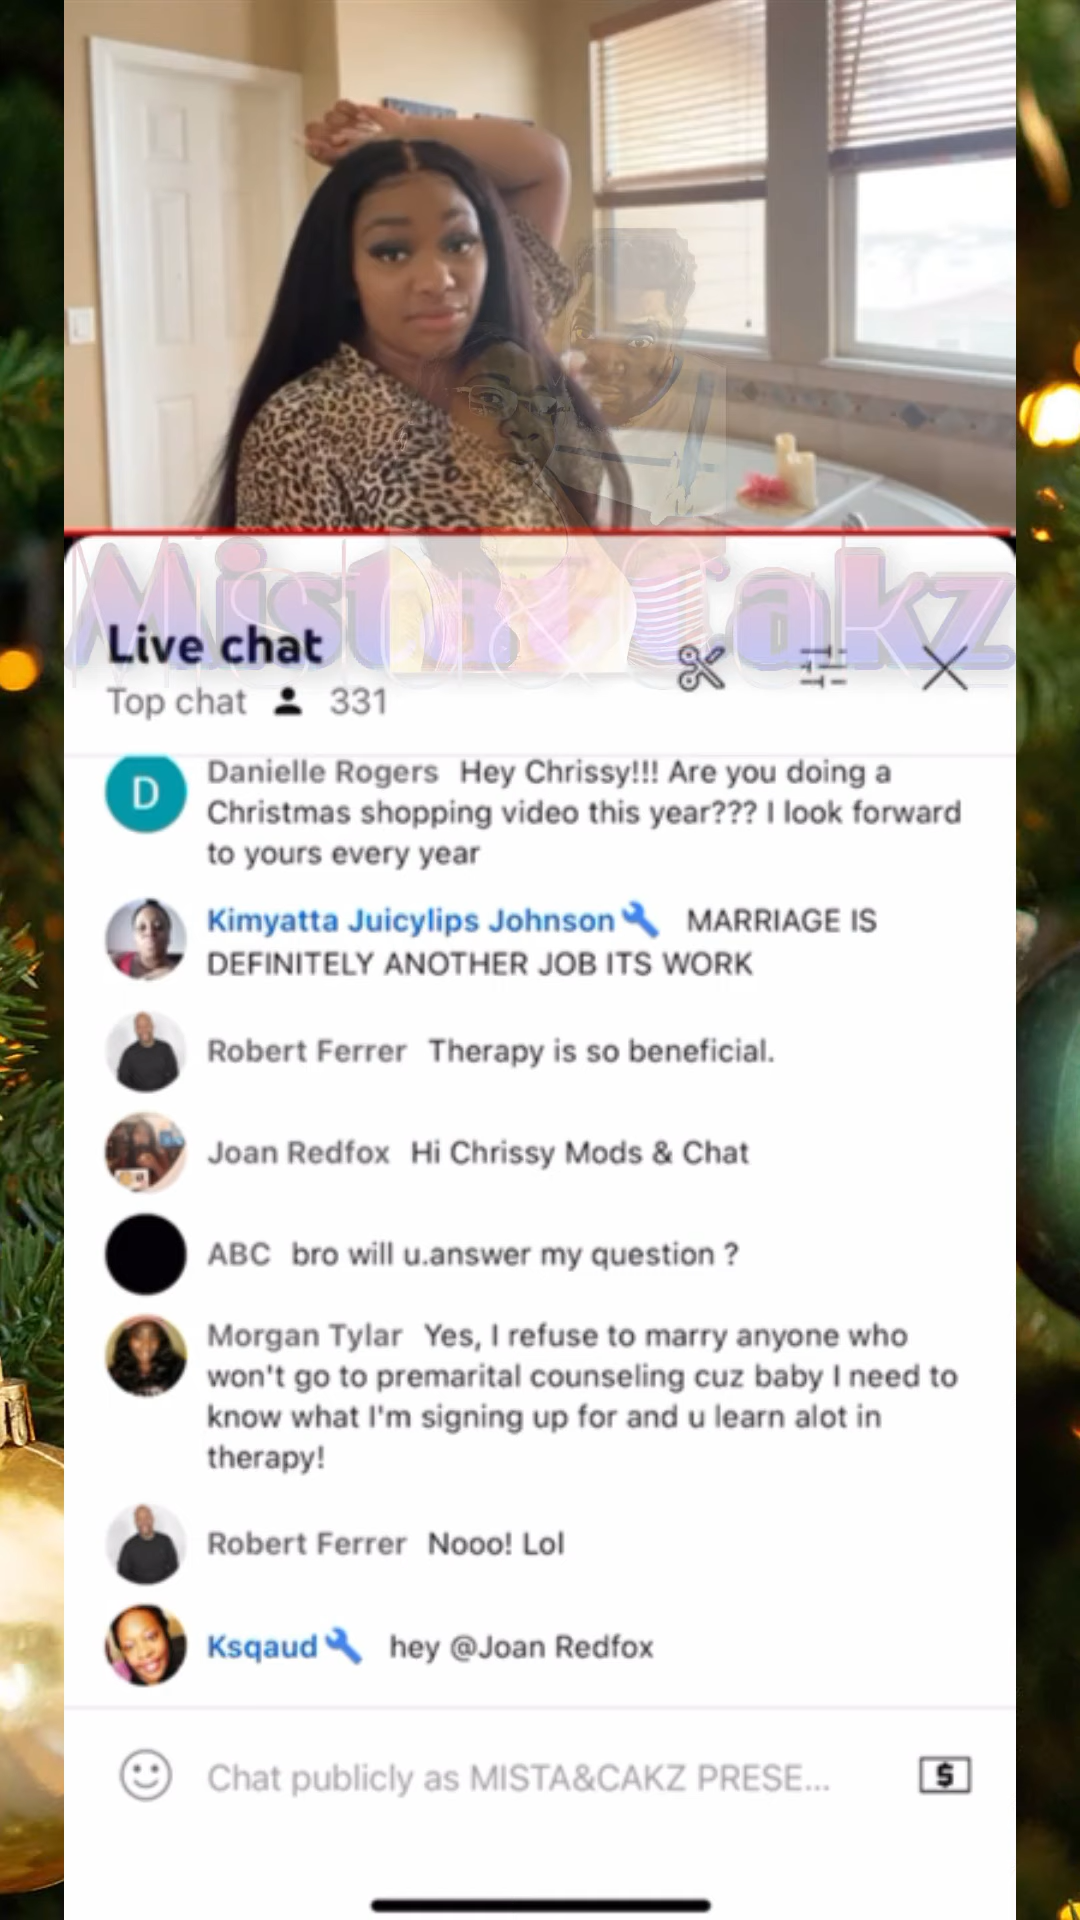 Mista & Cakz
Live chat
Top chat 331
D
Danielle Rogers Hey Chrissy!!! Are you doing a
Christmas shopping video this year??? I look forward
to yours every year
Kimyatta Juicylips Johnson MARRIAGE IS
DEFINITELY ANOTHER JOB ITS WORK
Robert Ferrer Therapy is so beneficial.
Joan Redfox Hi Chrissy Mods & Chat
ABC bro will u.answer my question ?
Morgan Tylar Yes, I refuse to marry anyone who
won't go to premarital counseling cuz baby I need to
know what I'm signing up for and u learn alot in
therapy!
Robert Ferrer Nooo! Lol
Ksqaud hey @Joan Redfox
Chat publicly as MISTA&CAKZ PRESE... $